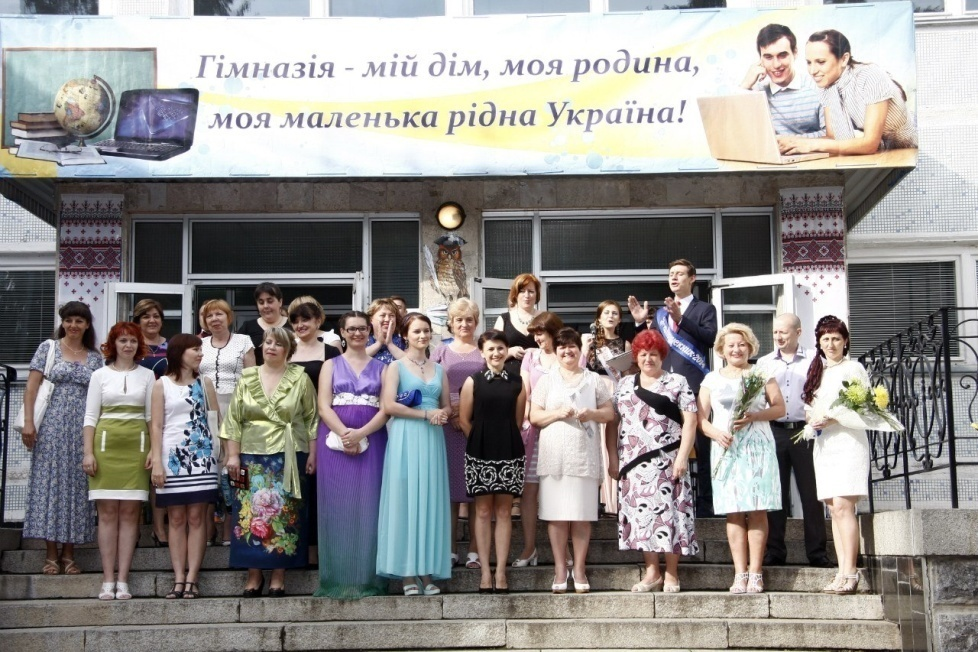 Гімназія - мій дім, моя родина,
моя маленька рідна Україна!